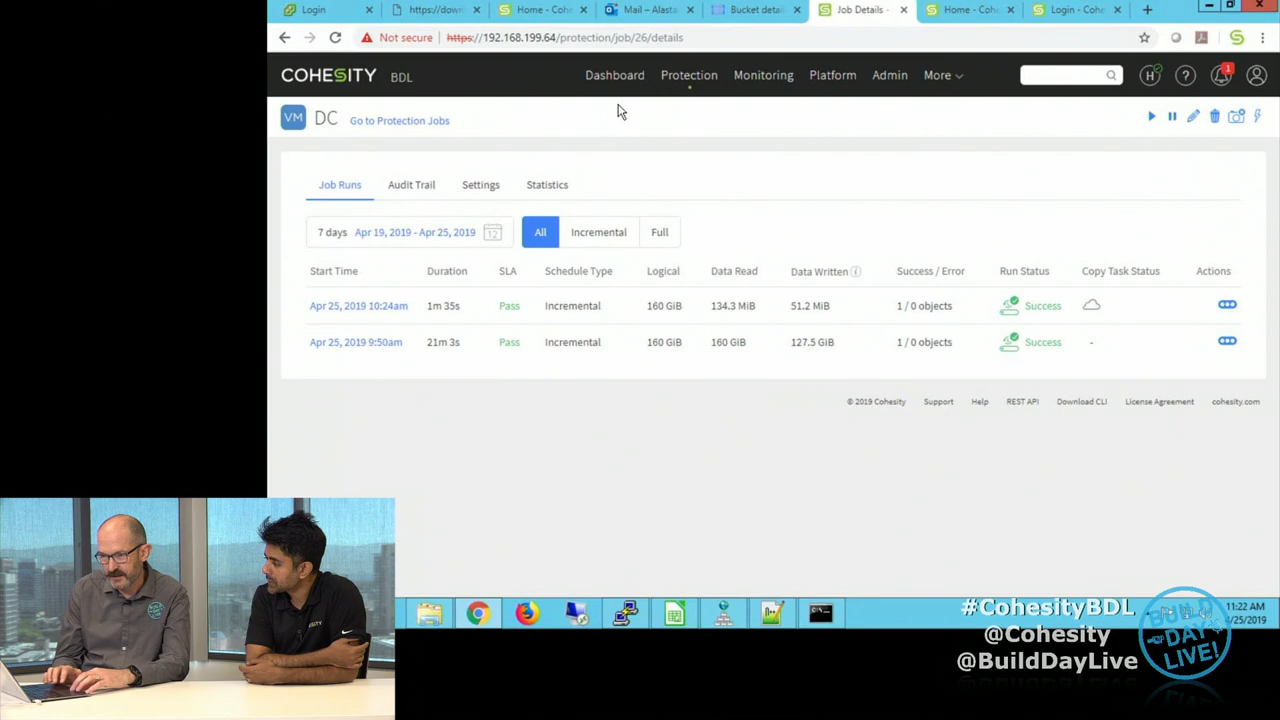 Login
https://dow
Home - Cohe
Mail – Alasta
Bucket detai
Job Details -
Home - Coh
Login - Cohe
Not secure https://192.168.199.64/protection/job/26/details
COHESITY BDL
Dashboard Protection Monitoring Platform Admin More
H ? 1
VM DC Go to Protection Jobs
Job Runs Audit Trail Settings Statistics
7 days Apr 19, 2019 - Apr 25, 2019 12 All Incremental Full
Start Time Duration SLA Schedule Type Logical Data Read Data Written Success / Error Run Status Copy Task Status Actions
Apr 25, 2019 10:24am 1m 35s Pass Incremental 160 GiB 134.3 MiB 51.2 MiB 1 / 0 objects Success
Apr 25, 2019 9:50am 21m 3s Pass Incremental 160 GiB 160 GiB 127.5 GiB 1 / 0 objects Success -
© 2019 Cohesity Support Help REST API Download CLI License Agreement cohesity.com
11:22 AM
4/25/2019
#CohesityBDL
@Cohesity
@BuildDayLive
BUILD
DAY
LIVE!